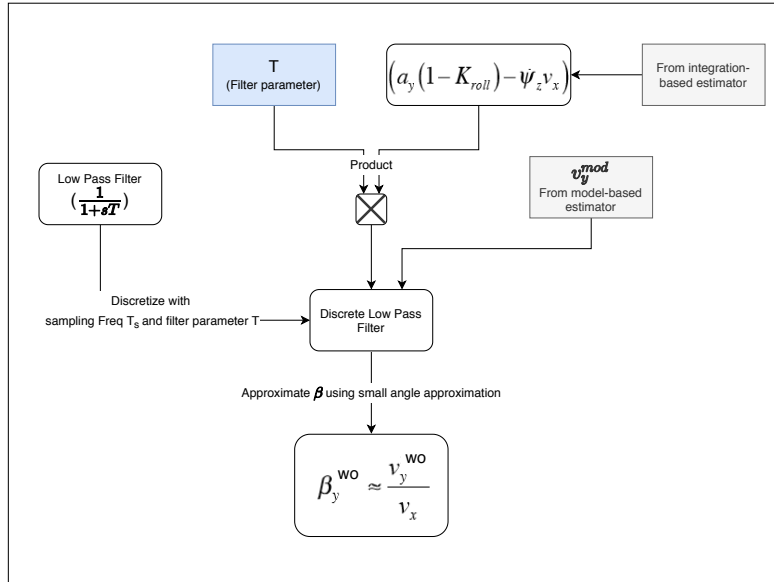 T
(Filter parameter)
(a_y(1−K_roll)−ψ̇_z v_x)
From integration-
based estimator
Product
v_y^mod
From model-based
estimator
Low Pass Filter
(1/(1+sT))
Discretize with
sampling Freq T_s and filter parameter T
Discrete Low Pass
Filter
Approximate β using small angle approximation
β_y^wo ≈ v_y^wo / v_x